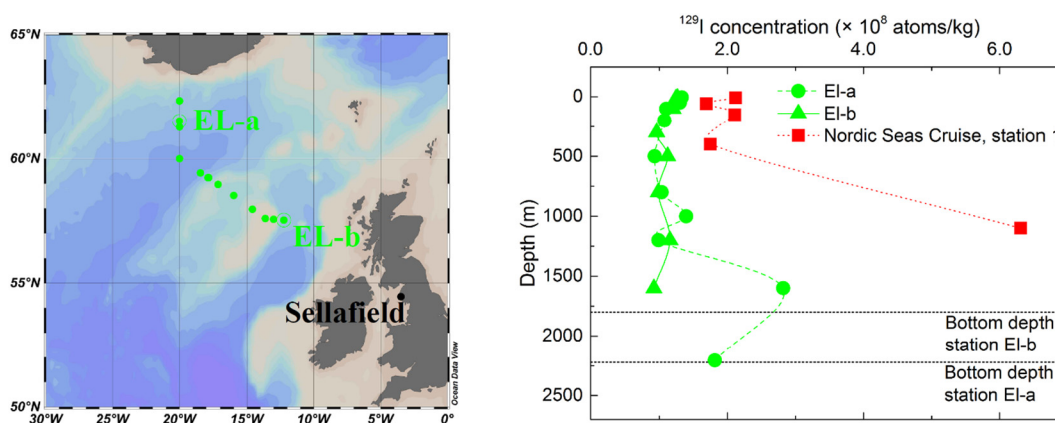 65°N
60°N
55°N
50°N
30°W 25°W 20°W 15°W 10°W 5°W 0°
EL-a
EL-b
Sellafield
Ocean Data View
¹²⁹I concentration (× 10⁸ atoms/kg)
0.0 2.0 4.0 6.0
Depth (m)
0
500
1000
1500
2000
2500
El-a
El-b
Nordic Seas Cruise, station 1
Bottom depth
station El-b
Bottom depth
station El-a